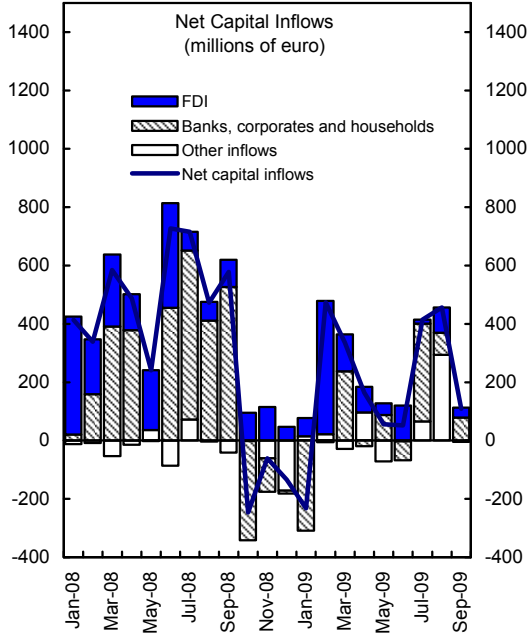 Net Capital Inflows
(millions of euro)
FDI
Banks, corporates and households
Other inflows
Net capital inflows
1400
1200
1000
800
600
400
200
0
-200
-400
1400
1200
1000
800
600
400
200
0
-200
-400
Jan-08
Mar-08
May-08
Jul-08
Sep-08
Nov-08
Jan-09
Mar-09
May-09
Jul-09
Sep-09